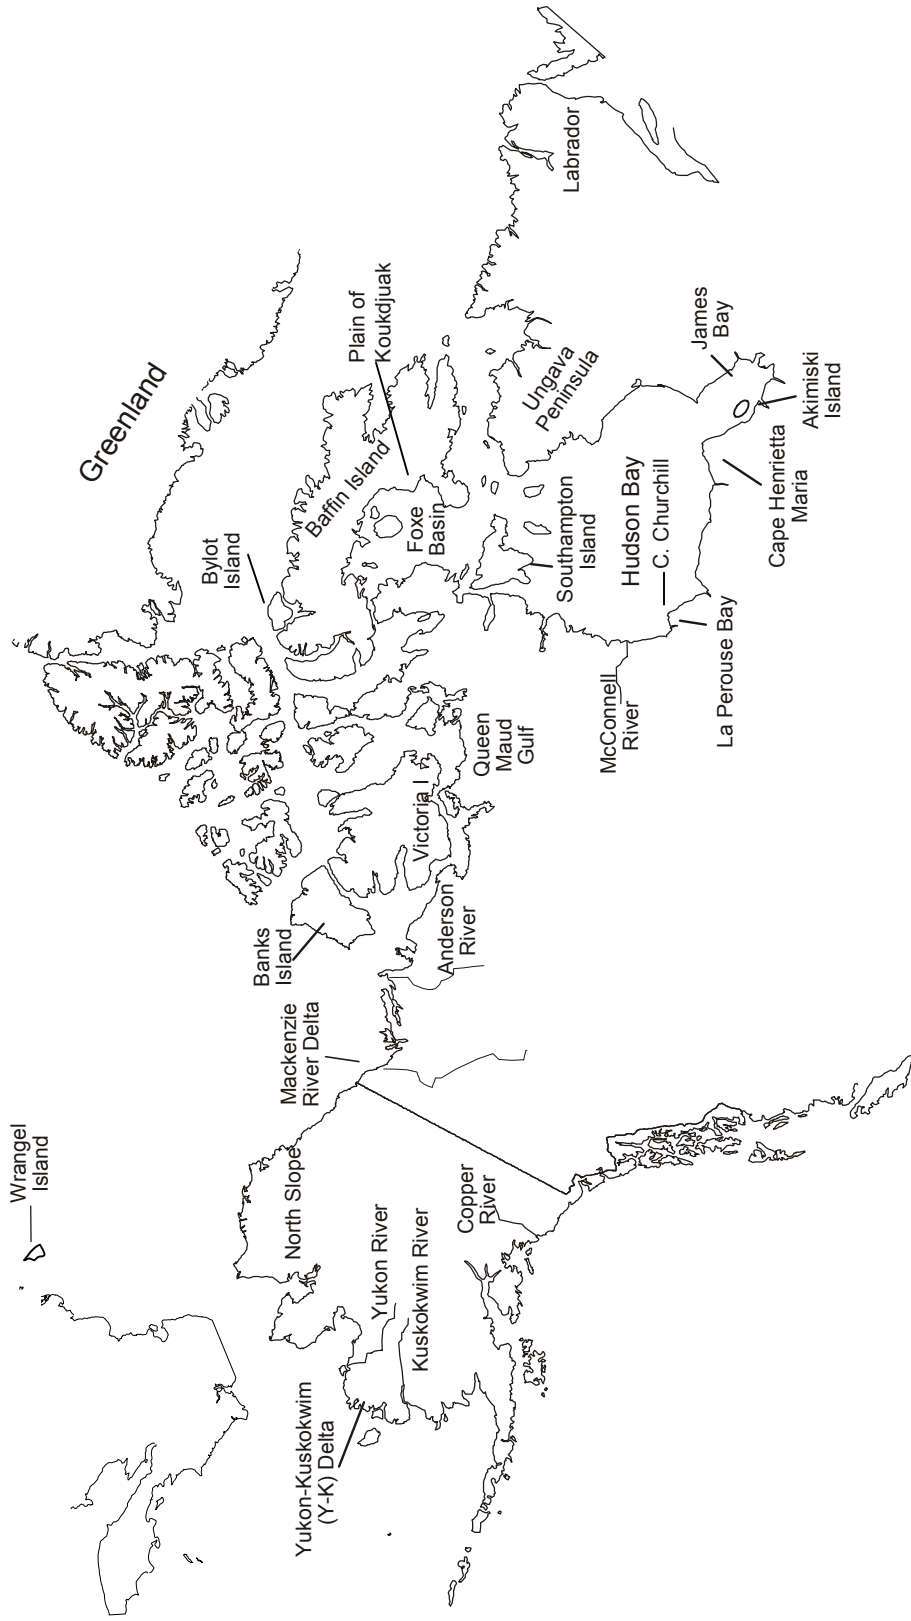 Wrangel
Island
North Slope
Yukon-Kuskokwim
(Y-K) Delta
Yukon River
Kuskokwim River
Copper
River
Mackenzie
River Delta
Banks
Island
Anderson
River
Victoria I
Queen
Maud
Gulf
Bylot
Island
Greenland
Baffin Island
Foxe
Basin
Plain of
Koukdjuak
Southampton
Island
Hudson Bay
C. Churchill
McConnell
River
La Perouse Bay
Cape Henrietta
Maria
Akimiski
Island
James
Bay
Ungava
Peninsula
Labrador